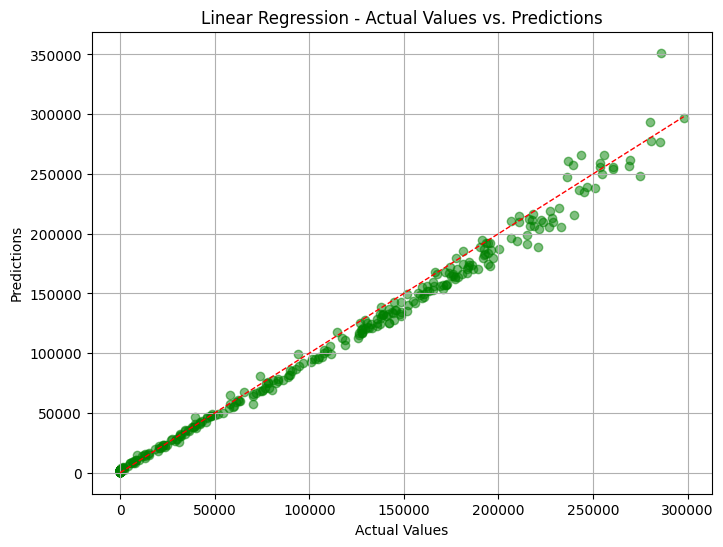 Linear Regression - Actual Values vs. Predictions
350000
300000
250000
200000
150000
100000
50000
0
Predictions
0 50000 100000 150000 200000 250000 300000
Actual Values